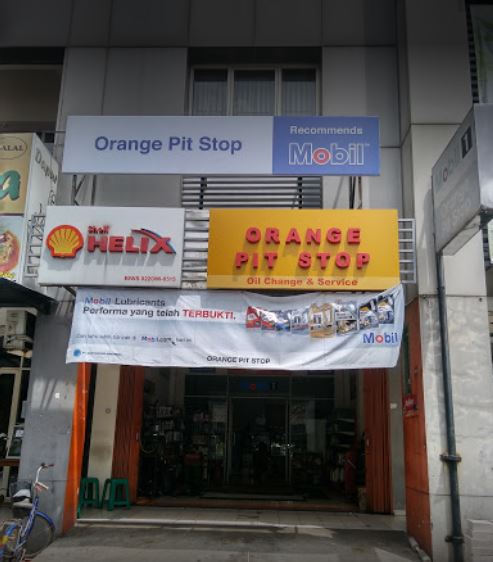 Orange Pit Stop
Recommends
Mobil
Shell
HELIX
ORANGE
PIT STOP
Oil Change & Service
Mobil Lubricants
Performa yang telah TERBUKTI.
Mobil
ORANGE PIT STOP
Mobil 1